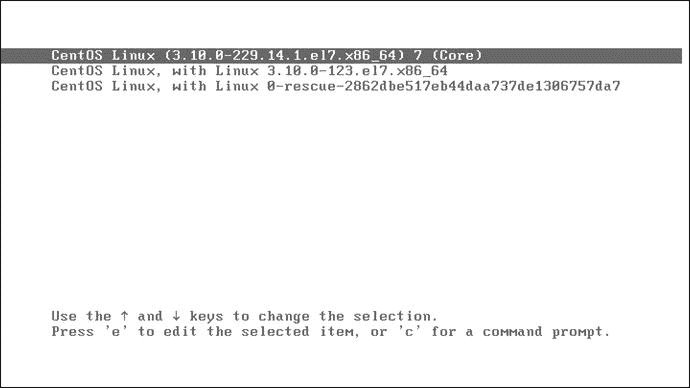 CentOS Linux (3.10.0-229.14.1.el7.x86_64) 7 (Core)
CentOS Linux, with Linux 3.10.0-123.el7.x86_64
CentOS Linux, with Linux 0-rescue-2862dbe517eb44daa737de1306757da7
Use the ↑ and ↓ keys to change the selection.
Press 'e' to edit the selected item, or 'c' for a command prompt.